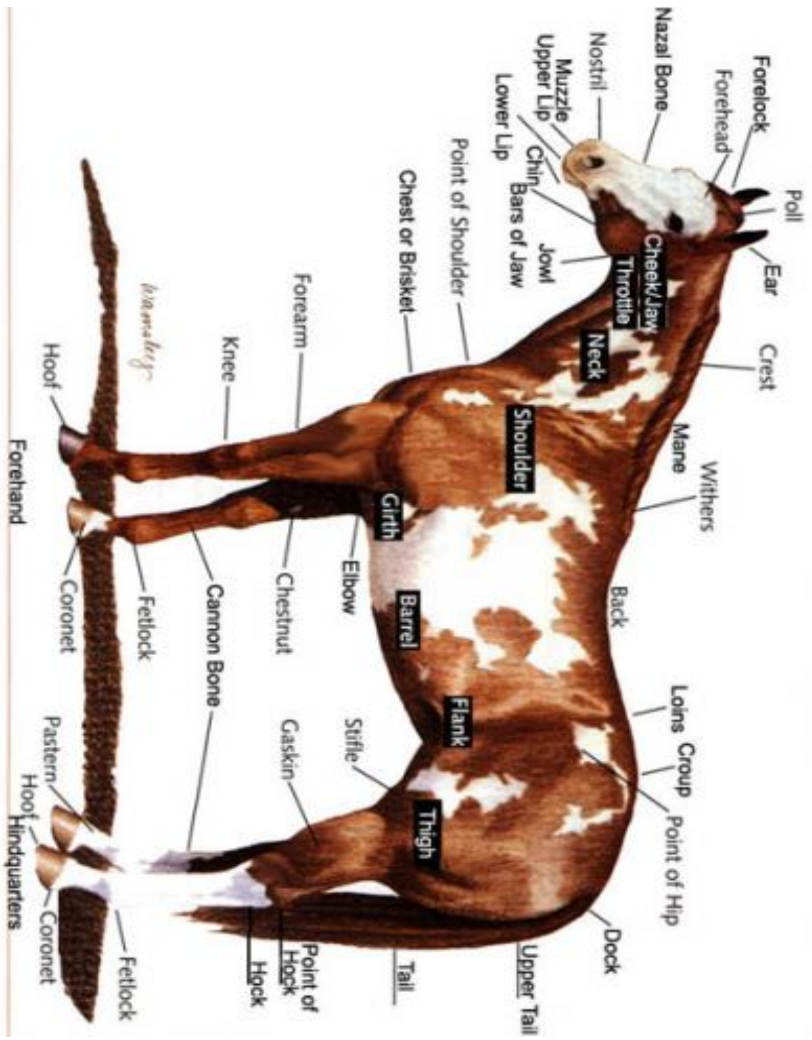 Forelock
Forehead
Poll
Nazal Bone
Ear
Nostril
Muzzle
Upper Lip
Lower Lip
Chin
Bars of Jaw
Jowl
Cheek/Jaw
Throttle
Neck
Crest
Mane
Withers
Back
Loins
Croup
Point of Hip
Dock
Upper Tail
Tail
Point of Shoulder
Chest or Brisket
Shoulder
Girth
Barrel
Flank
Thigh
Forearm
Knee
Hoof
Forehand
Elbow
Chestnut
Cannon Bone
Fetlock
Coronet
Stifle
Gaskin
Point of
Hock
Hock
Pastern
Hoof
Hindquarters
Coronet
Fetlock